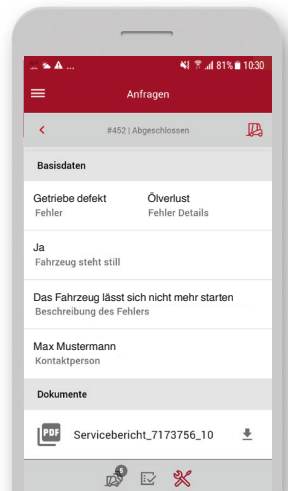 ... 81% 10:30
Anfragen
#452 | Abgeschlossen
Basisdaten
Getriebe defekt Ölverlust
Fehler Fehler Details
Ja
Fahrzeug steht still
Das Fahrzeug lässt sich nicht mehr starten
Beschreibung des Fehlers
Max Mustermann
Kontaktperson
Dokumente
PDF Servicebericht_7173756_10
6